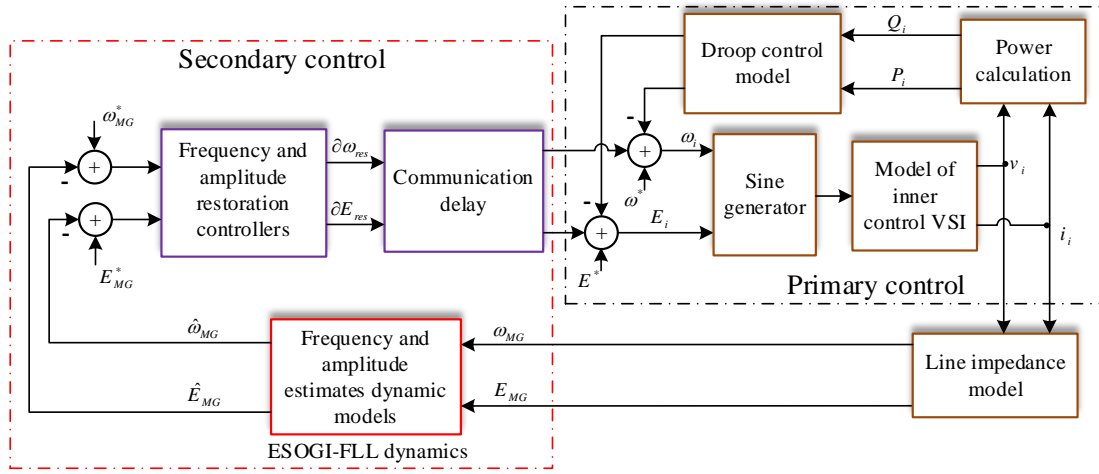 Secondary control
ω*MG
-
+
-
+
E*MG
Frequency and
amplitude
restoration
controllers
∂ωres
∂Eres
Communication
delay
ω̂MG
ÊMG
Frequency and
amplitude
estimates dynamic
models
ESOGI-FLL dynamics
ωMG
EMG
Droop control
model
Qi
Pi
Power
calculation
-
+
ωi
ω*
-
+
Ei
E*
Sine
generator
Model of
inner
control VSI
vi
ii
Primary control
Line impedance
model